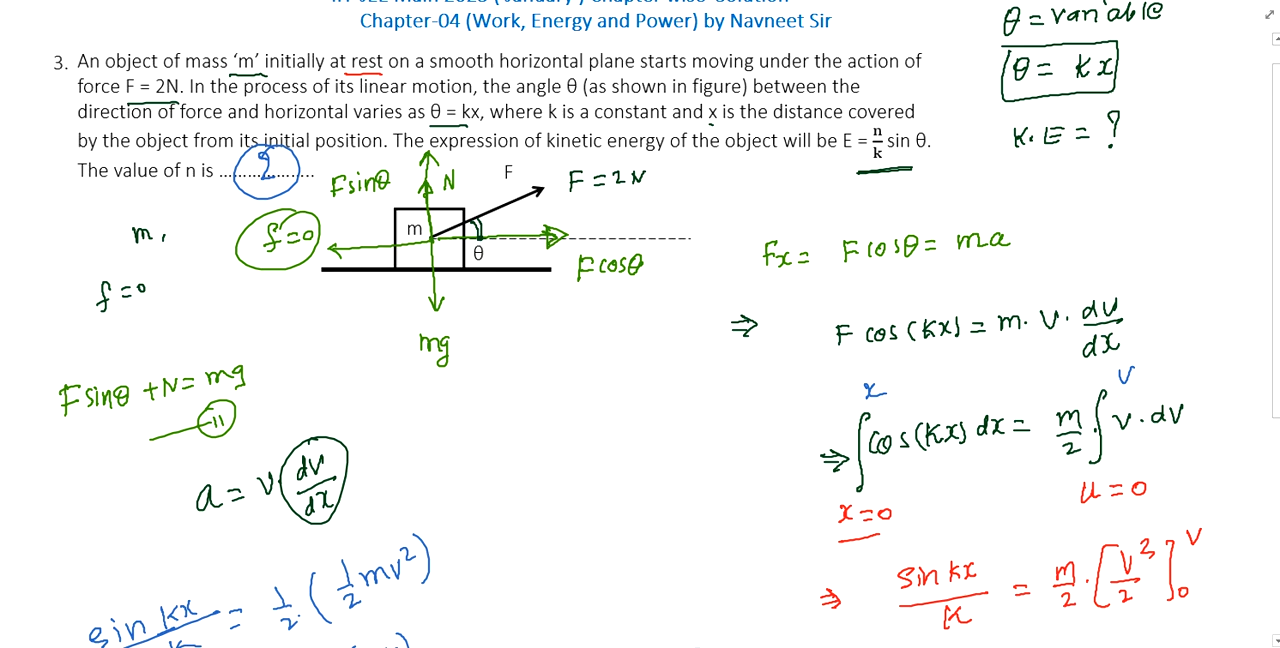 Chapter-04 (Work, Energy and Power) by Navneet Sir
θ = variable
θ = kx
K.E = ?
3. An object of mass ‘m’ initially at rest on a smooth horizontal plane starts moving under the action of
force F = 2N. In the process of its linear motion, the angle θ (as shown in figure) between the
direction of force and horizontal varies as θ = kx, where k is a constant and x is the distance covered
by the object from its initial position. The expression of kinetic energy of the object will be E = n/k sin θ.
The value of n is ...2...
Fsinθ
N
F
F = 2N
m,
f=0
m
θ
Fcosθ
f=0
mg
Fx = Fcosθ = ma
⇒ F cos(kx) = m. v. dv/dx
Fsinθ + N = mg
11
a = v dv/dx
⇒ ∫ cos(kx) dx = m/2 . ∫ v. dv
x
v
x=0
u=0
⇒ sin kx / k = m/2 . [v²/2]₀ᵛ
sin kx / k = 1/2 . (1/2 mv²)